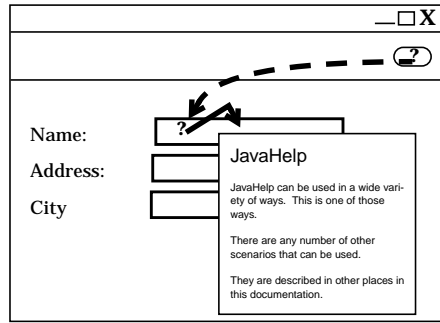 X
?
?
Name:
Address:
City
JavaHelp
JavaHelp can be used in a wide vari-
ety of ways. This is one of those
ways.
There are any number of other
scenarios that can be used.
They are described in other places in
this documentation.